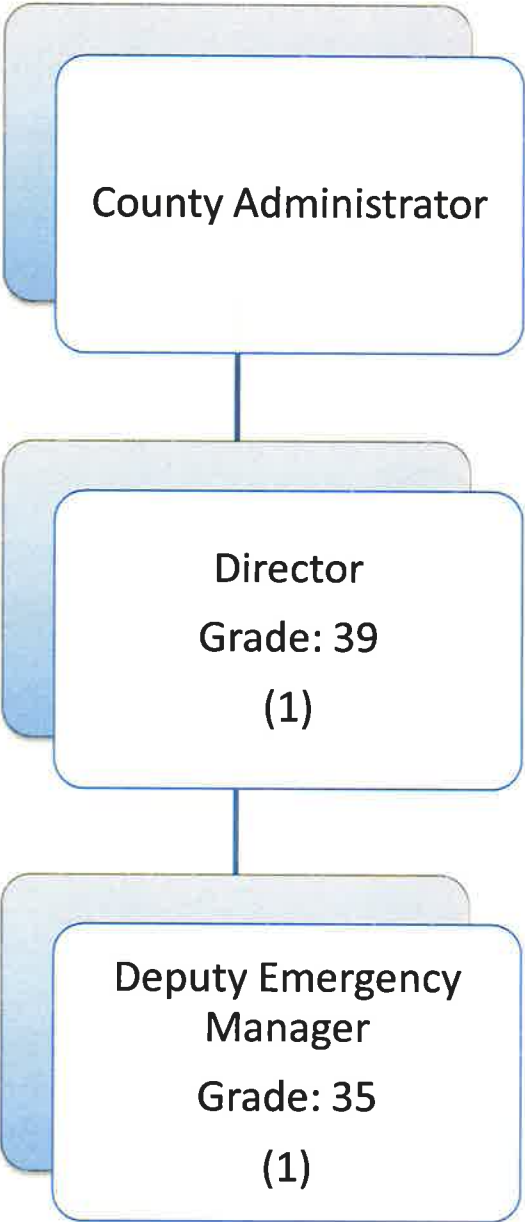 County Administrator
Director
Grade: 39
(1)
Deputy Emergency
Manager
Grade: 35
(1)